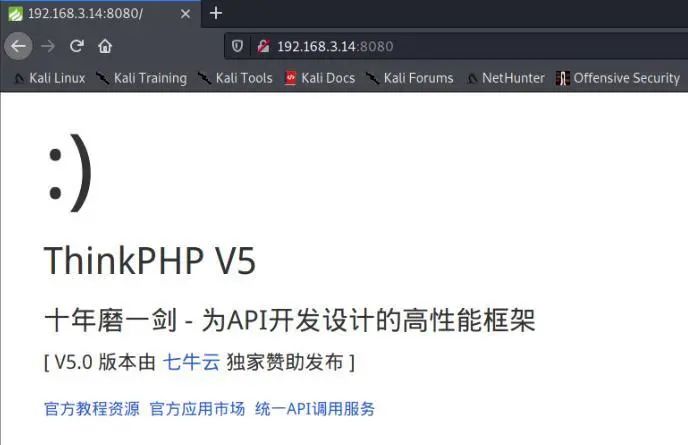 192.168.3.14:8080/
192.168.3.14:8080
Kali Linux Kali Training Kali Tools Kali Docs Kali Forums NetHunter Offensive Security
:)
ThinkPHP V5
十年磨一剑 - 为API开发设计的高性能框架
[ V5.0 版本由 七牛云 独家赞助发布 ]
官方教程资源 官方应用市场 统一API调用服务